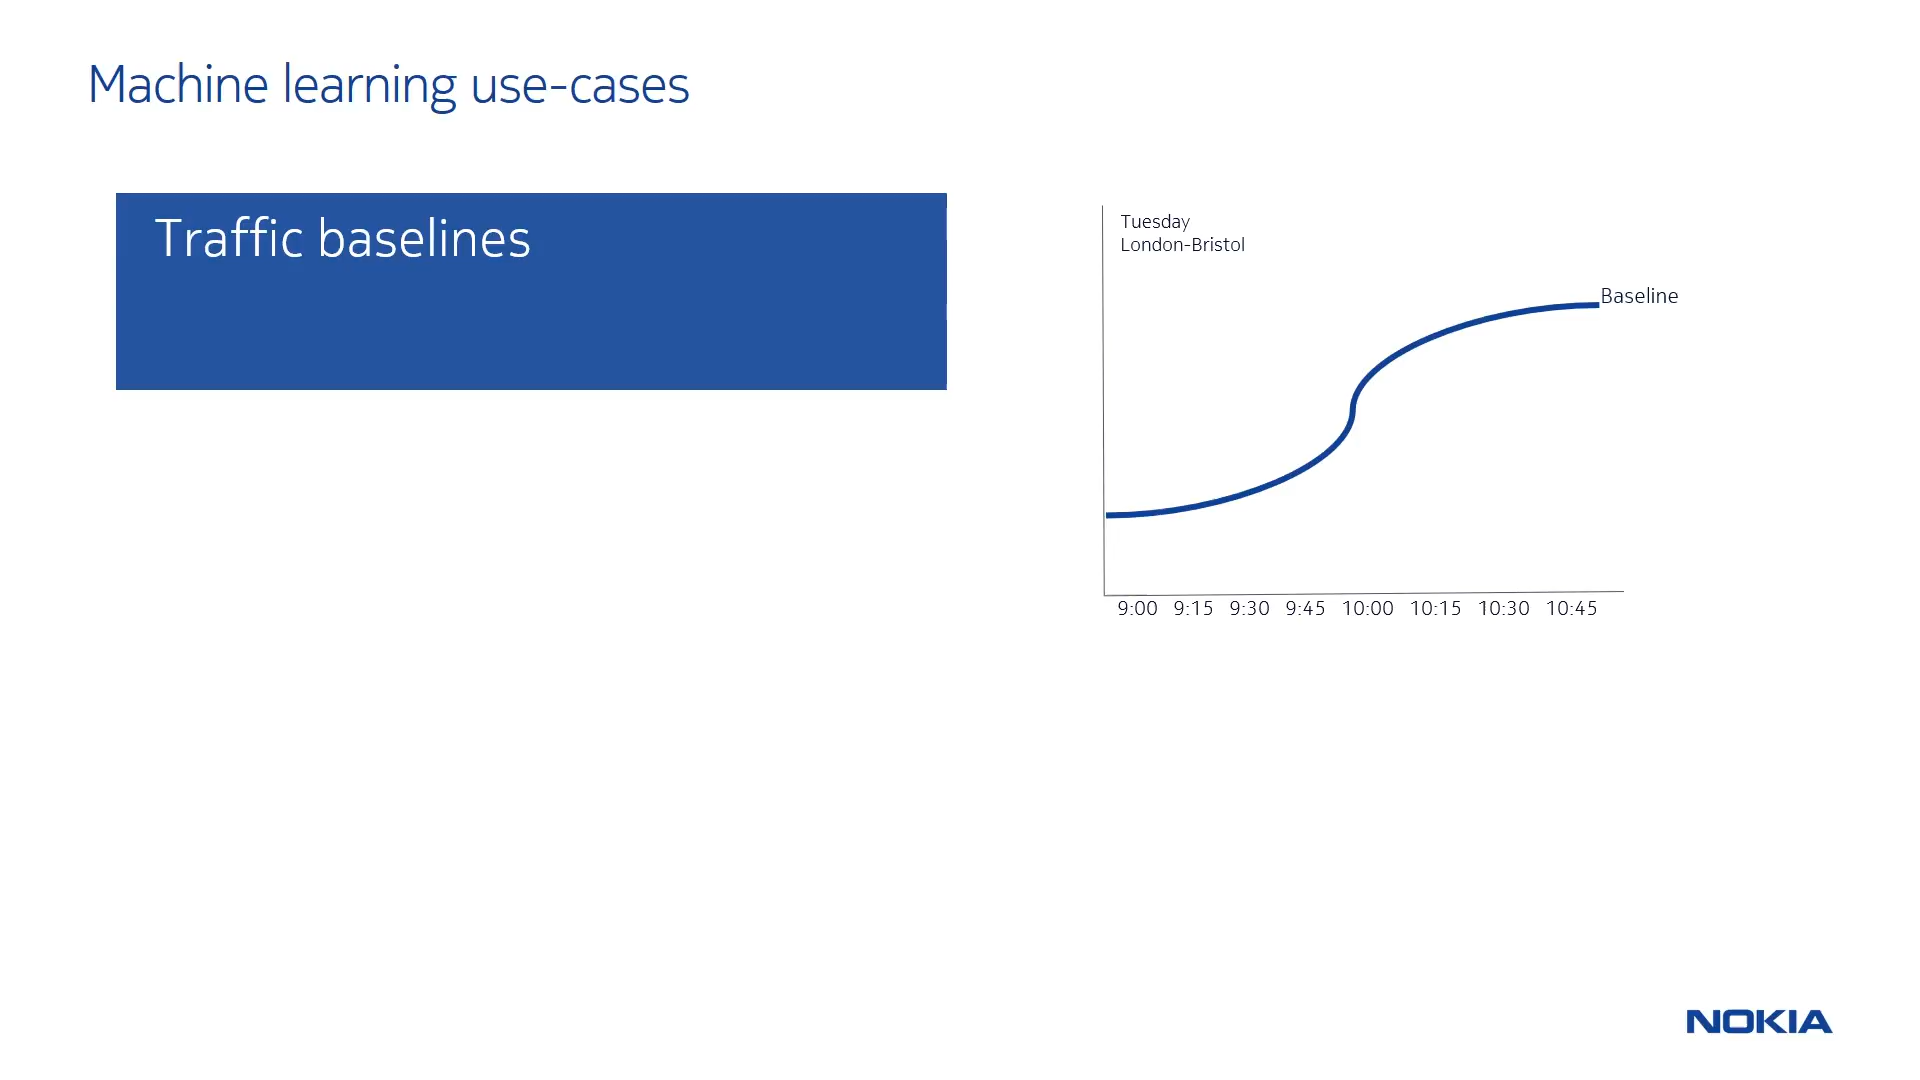 Machine learning use-cases
Traffic baselines
Tuesday
London-Bristol
Baseline
9:00 9:15 9:30 9:45 10:00 10:15 10:30 10:45
NOKIA